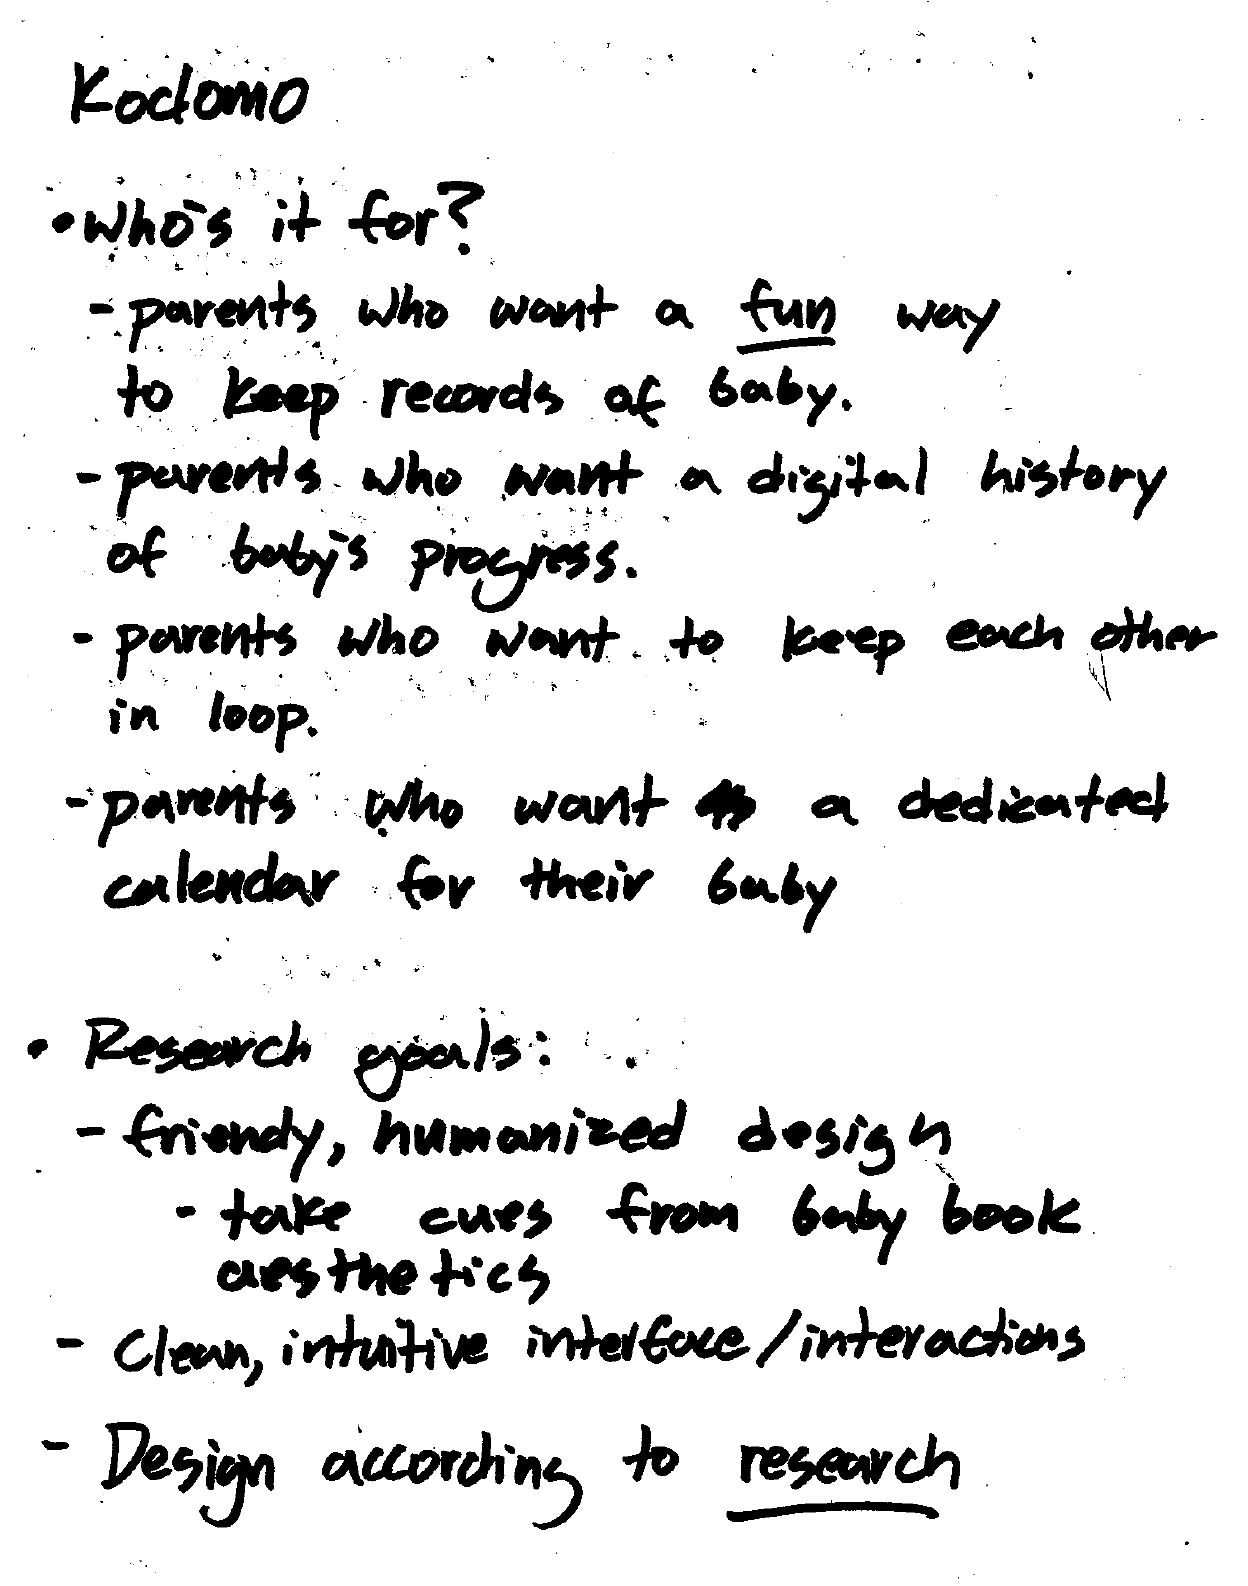 Kodomo
• Who's it for?
- parents who want a fun way
to keep records of baby.
- parents who want a digital history
of baby's progress.
- parents who want to keep each other
in loop.
- parents who want a dedicated
calendar for their baby
• Research goals:
- friendy, humanized design
- take cues from baby book
aesthetics
- Clean, intuitive interface/interactions
- Design according to research